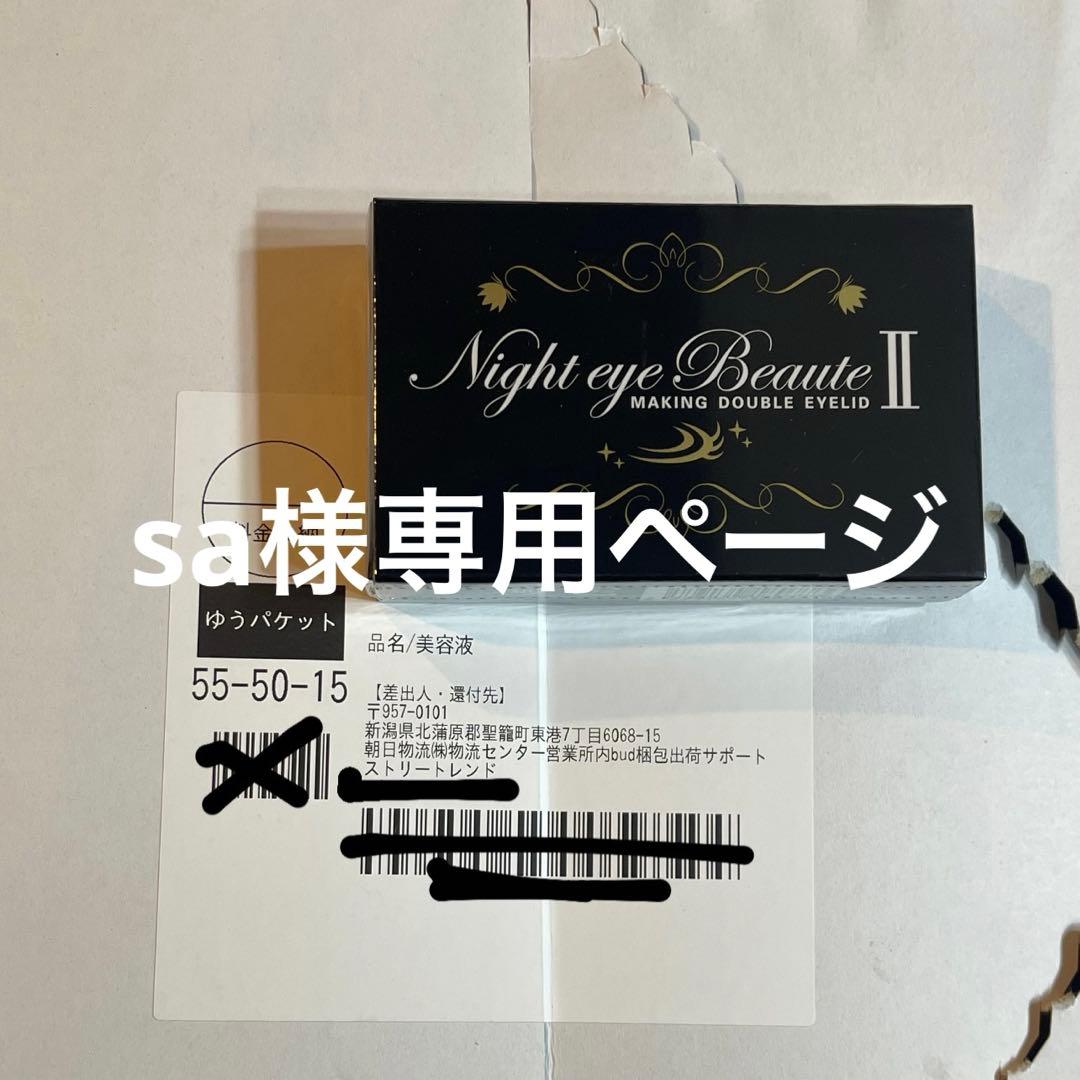 Night eye Beaute Ⅱ
MAKING DOUBLE EYELID
sa様専用ページ
ゆうパケット
55-50-15
品名/美容液
【差出人・還付先】
〒957-0101
新潟県北蒲原郡聖籠町東港7丁目6068-15
朝日物流㈱物流センター営業所内bud梱包出荷サポート
ストリートレンド